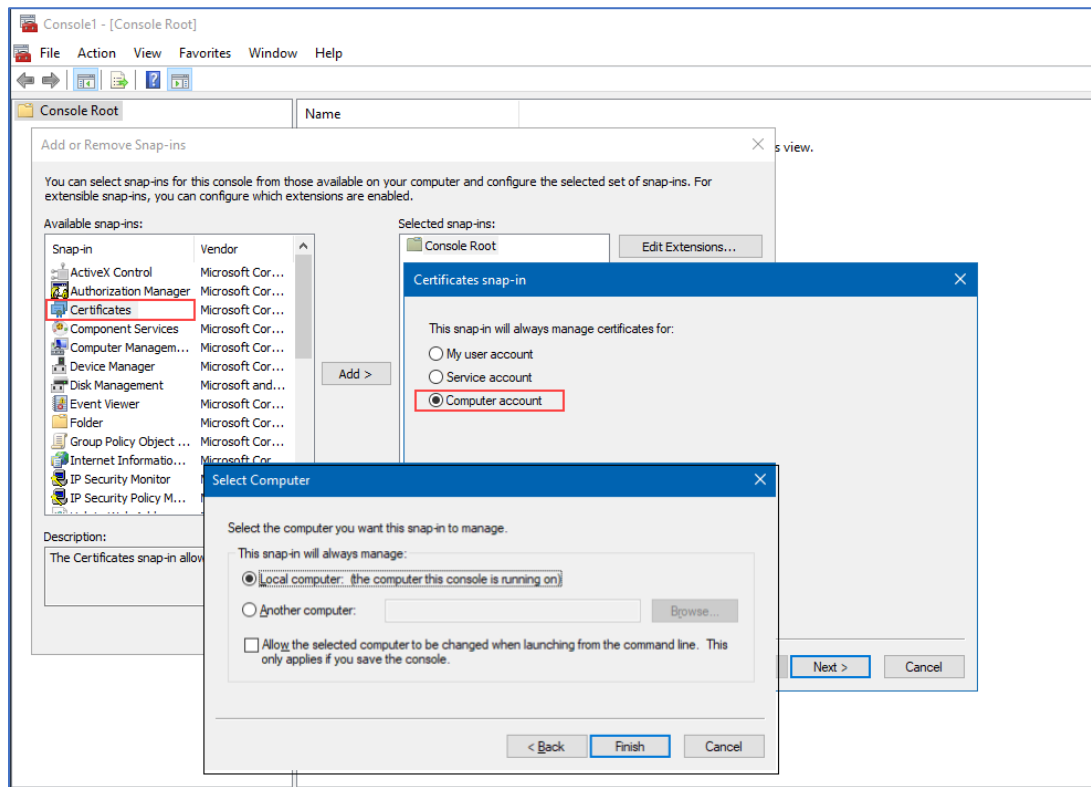 Console1 - [Console Root]
File Action View Favorites Window Help
Console Root
Name
s view.
Add or Remove Snap-ins
You can select snap-ins for this console from those available on your computer and configure the selected set of snap-ins. For
extensible snap-ins, you can configure which extensions are enabled.
Available snap-ins:
Snap-in Vendor
ActiveX Control Microsoft Cor...
Authorization Manager Microsoft Cor...
Certificates Microsoft Cor...
Component Services Microsoft Cor...
Computer Managem... Microsoft Cor...
Device Manager Microsoft Cor...
Disk Management Microsoft and...
Event Viewer Microsoft Cor...
Folder Microsoft Cor...
Group Policy Object ... Microsoft Cor...
Internet Informatio... Microsoft Cor
IP Security Monitor
IP Security Policy M...
Add >
Selected snap-ins:
Console Root
Edit Extensions...
Description:
The Certificates snap-in allow
Certificates snap-in
This snap-in will always manage certificates for:
My user account
Service account
Computer account
Next >
Cancel
Select Computer
Select the computer you want this snap-in to manage.
This snap-in will always manage:
Local computer: (the computer this console is running on)
Another computer:
Browse...
Allow the selected computer to be changed when launching from the command line. This
only applies if you save the console.
< Back
Finish
Cancel